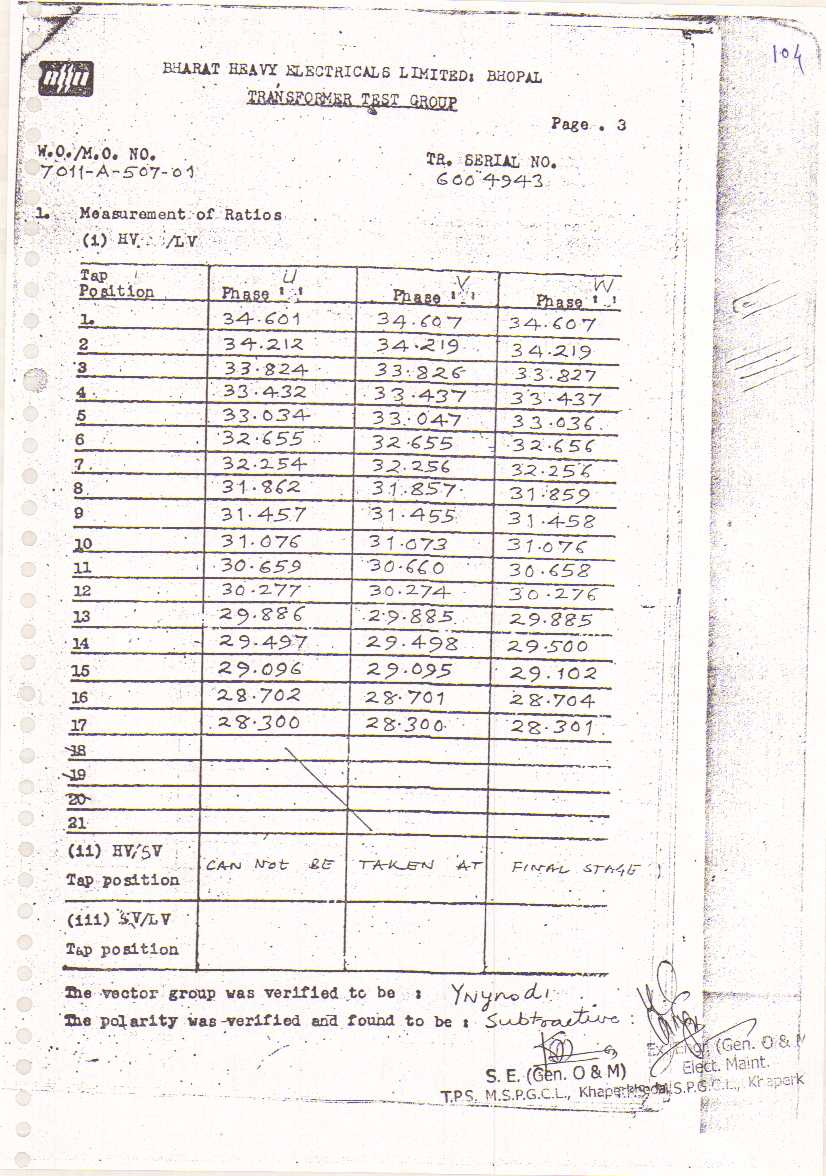 104
BHARAT HEAVY ELECTRICALS LIMITED: BHOPAL
TRANSFORMER TEST GROUP
Page . 3
W.O./M.O. NO. TR. SERIAL NO.
7011-A-507-01 6004943
1. Measurement of Ratios
(i) HV /LV
Tap Position Phase 'U' Phase 'V' Phase 'W'
1. 34.601 34.607 34.607
2 34.212 34.219 34.219
3 33.824 33.826 33.827
4 33.432 33.437 33.437
5 33.034 33.047 33.036
6 32.655 32.655 32.656
7 32.254 32.256 32.256
8 31.862 31.857 31.859
9 31.457 31.455 31.458
10 31.076 31.073 31.076
11 30.659 30.660 30.658
12 30.277 30.274 30.276
13 29.886 29.885 29.885
14 29.497 29.498 29.500
15 29.096 29.095 29.102
16 28.702 28.701 28.704
17 28.300 28.300 28.301
18
19
20
21
(ii) HV/SV CAN NOT BE TAKEN AT FINAL STAGE
Tap position
(iii) SV/LV
Tap position
The vector group was verified to be : YNynod1
The polarity was verified and found to be : Subtractive
S. E. (Gen. O & M)
T.P.S. M.S.P.G.C.L., Khaperkheda
(Gen. O & M
Elect. Maint.
M.S.P.G.C.L., Khaperk